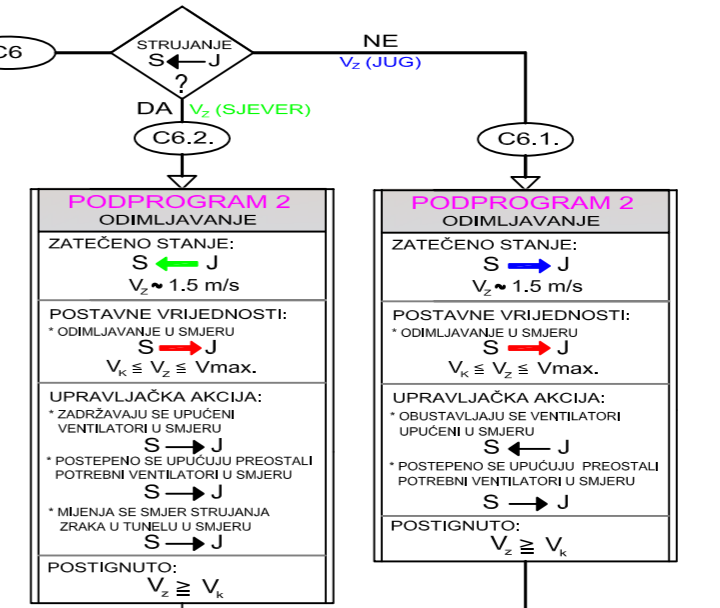 C6
STRUJANJE
S ← J
?
NE
Vz (JUG)
DA Vz (SJEVER)
C6.2.
C6.1.
PODPROGRAM 2
ODIMLJAVANJE
ZATEČENO STANJE:
S ← J
Vz ~ 1.5 m/s
POSTAVNE VRIJEDNOSTI:
* ODIMLJAVANJE U SMJERU
S → J
VK ≦ Vz ≦ Vmax.
UPRAVLJAČKA AKCIJA:
* ZADRŽAVAJU SE UPUĆENI
VENTILATORI U SMJERU
S → J
* POSTEPENO SE UPUĆUJU PREOSTALI
POTREBNI VENTILATORI U SMJERU
S → J
* MIJENJA SE SMJER STRUJANJA
ZRAKA U TUNELU U SMJERU
S → J
POSTIGNUTO:
Vz ≧ Vk
PODPROGRAM 2
ODIMLJAVANJE
ZATEČENO STANJE:
S → J
Vz ~ 1.5 m/s
POSTAVNE VRIJEDNOSTI:
* ODIMLJAVANJE U SMJERU
S → J
VK ≦ Vz ≦ Vmax.
UPRAVLJAČKA AKCIJA:
* OBUSTAVLJAJU SE VENTILATORI
UPUĆENI U SMJERU
S ← J
* POSTEPENO SE UPUĆUJU PREOSTALI
POTREBNI VENTILATORI U SMJERU
S → J
POSTIGNUTO:
Vz ≧ Vk